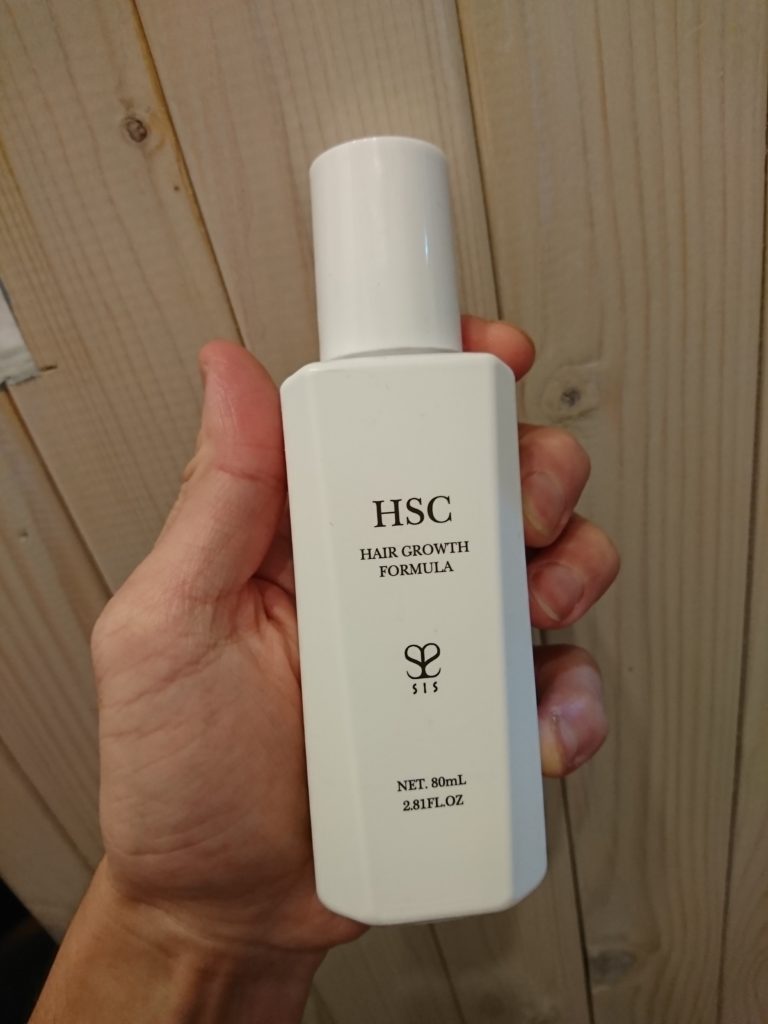 HSC
HAIR GROWTH
FORMULA
SIS
NET. 80mL
2.81FL.OZ